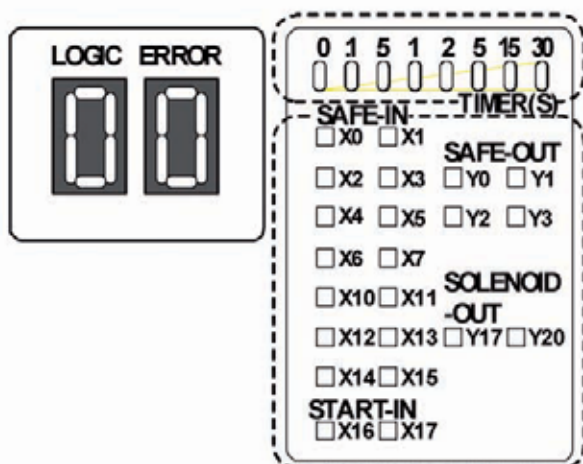 LOGIC ERROR
0 0
0 .1 .5 1 2 5 15 30
TIMER(S)
SAFE-IN
X0 X1
X2 X3
X4 X5
X6 X7
X10 X11
X12 X13
X14 X15
START-IN
X16 X17
SAFE-OUT
Y0 Y1
Y2 Y3
SOLENOID
-OUT
Y17 Y20